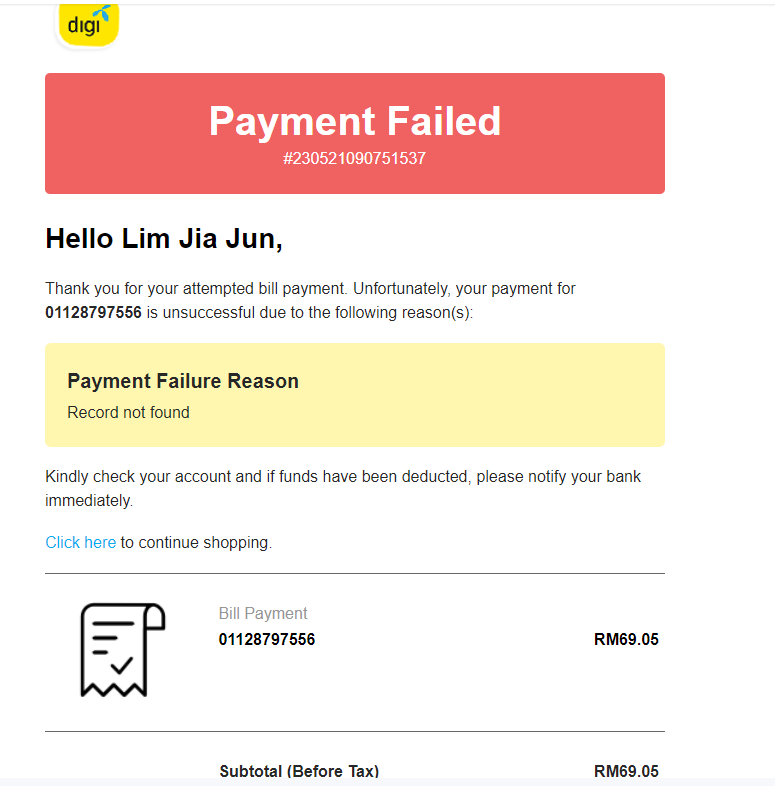 digi
Payment Failed
#230521090751537
Hello Lim Jia Jun,
Thank you for your attempted bill payment. Unfortunately, your payment for
01128797556 is unsuccessful due to the following reason(s):
Payment Failure Reason
Record not found
Kindly check your account and if funds have been deducted, please notify your bank
immediately.
Click here to continue shopping.
Bill Payment
01128797556 RM69.05
Subtotal (Before Tax) RM69.05